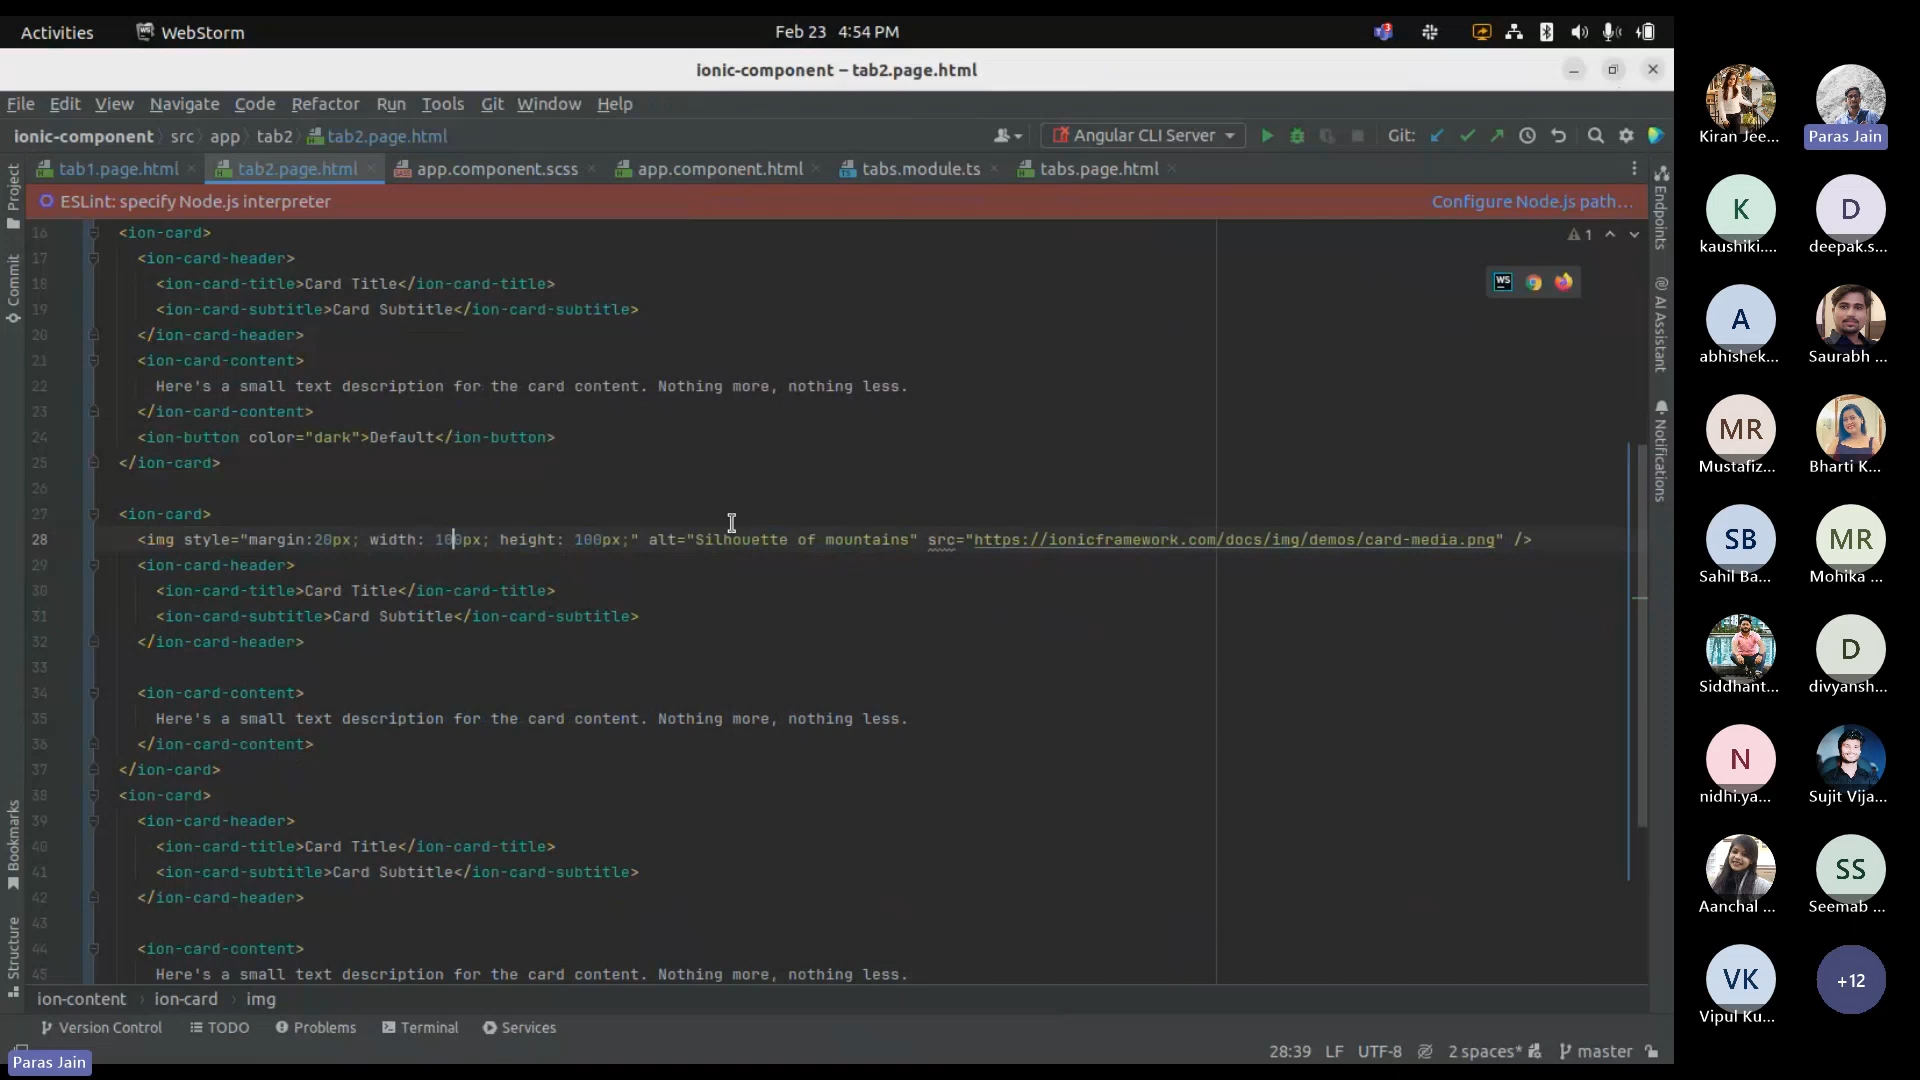 Activities
WebStorm
Feb 23 4:54 PM
ionic-component – tab2.page.html
File Edit View Navigate Code Refactor Run Tools Git Window Help
ionic-component src app tab2 tab2.page.html
Angular CLI Server
Git:
tab1.page.html
tab2.page.html
app.component.scss
app.component.html
tabs.module.ts
tabs.page.html
ESLint: specify Node.js interpreter
Configure Node.js path...
1
16 <ion-card>
17 <ion-card-header>
18 <ion-card-title>Card Title</ion-card-title>
19 <ion-card-subtitle>Card Subtitle</ion-card-subtitle>
20 </ion-card-header>
21 <ion-card-content>
22 Here's a small text description for the card content. Nothing more, nothing less.
23 </ion-card-content>
24 <ion-button color="dark">Default</ion-button>
25 </ion-card>
26
27 <ion-card>
28 <img style="margin:20px; width: 100px; height: 100px;" alt="Silhouette of mountains" src="https://ionicframework.com/docs/img/demos/card-media.png" />
29 <ion-card-header>
30 <ion-card-title>Card Title</ion-card-title>
31 <ion-card-subtitle>Card Subtitle</ion-card-subtitle>
32 </ion-card-header>
33
34 <ion-card-content>
35 Here's a small text description for the card content. Nothing more, nothing less.
36 </ion-card-content>
37 </ion-card>
38 <ion-card>
39 <ion-card-header>
40 <ion-card-title>Card Title</ion-card-title>
41 <ion-card-subtitle>Card Subtitle</ion-card-subtitle>
42 </ion-card-header>
43
44 <ion-card-content>
45 Here's a small text description for the card content. Nothing more, nothing less.
ion-content ion-card img
Version Control TODO Problems Terminal Services
28:39 LF UTF-8 2 spaces* master
Paras Jain
Project
Commit
Bookmarks
Structure
Endpoints
AI Assistant
Notifications
WS
Kiran Jee...
Paras Jain
K
kaushiki....
D
deepak.s...
A
abhishek...
Saurabh ...
MR
Mustafiz...
Bharti K...
SB
Sahil Ba...
MR
Mohika ...
Siddhant...
D
divyansh...
N
nidhi.ya...
Sujit Vija...
Aanchal ...
SS
Seemab ...
VK
Vipul Ku...
+12